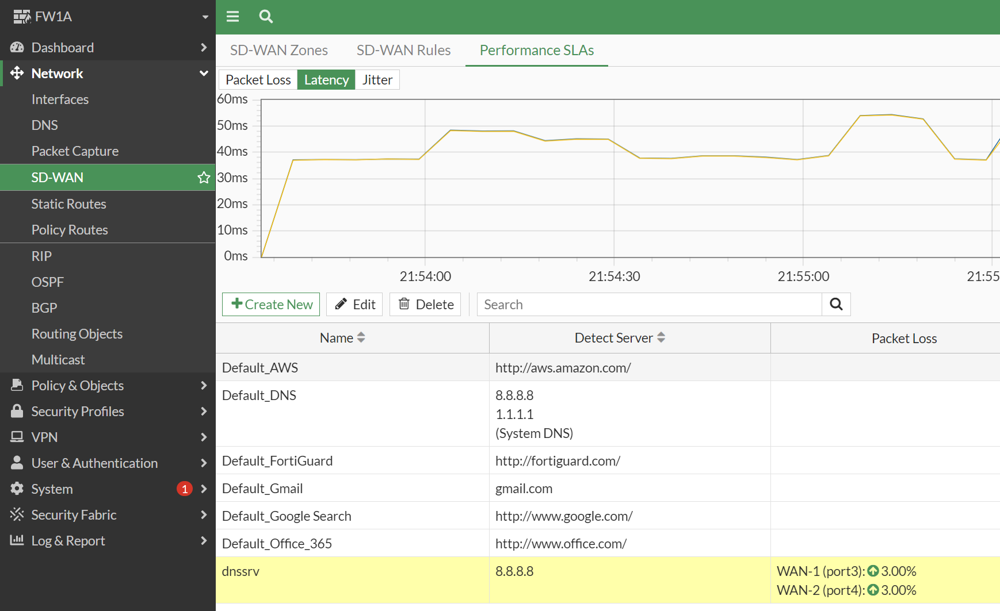 FW1A
Dashboard
Network
Interfaces
DNS
Packet Capture
SD-WAN
Static Routes
Policy Routes
RIP
OSPF
BGP
Routing Objects
Multicast
Policy & Objects
Security Profiles
VPN
User & Authentication
System 1
Security Fabric
Log & Report
SD-WAN Zones SD-WAN Rules Performance SLAs
Packet Loss Latency Jitter
60ms
50ms
40ms
30ms
20ms
10ms
0ms
21:54:00 21:54:30 21:55:00 21:55
Create New Edit Delete Search
Name Detect Server Packet Loss
Default_AWS http://aws.amazon.com/
Default_DNS 8.8.8.8
1.1.1.1
(System DNS)
Default_FortiGuard http://fortiguard.com/
Default_Gmail gmail.com
Default_Google Search http://www.google.com/
Default_Office_365 http://www.office.com/
dnssrv 8.8.8.8 WAN-1 (port3): 3.00%
WAN-2 (port4): 3.00%